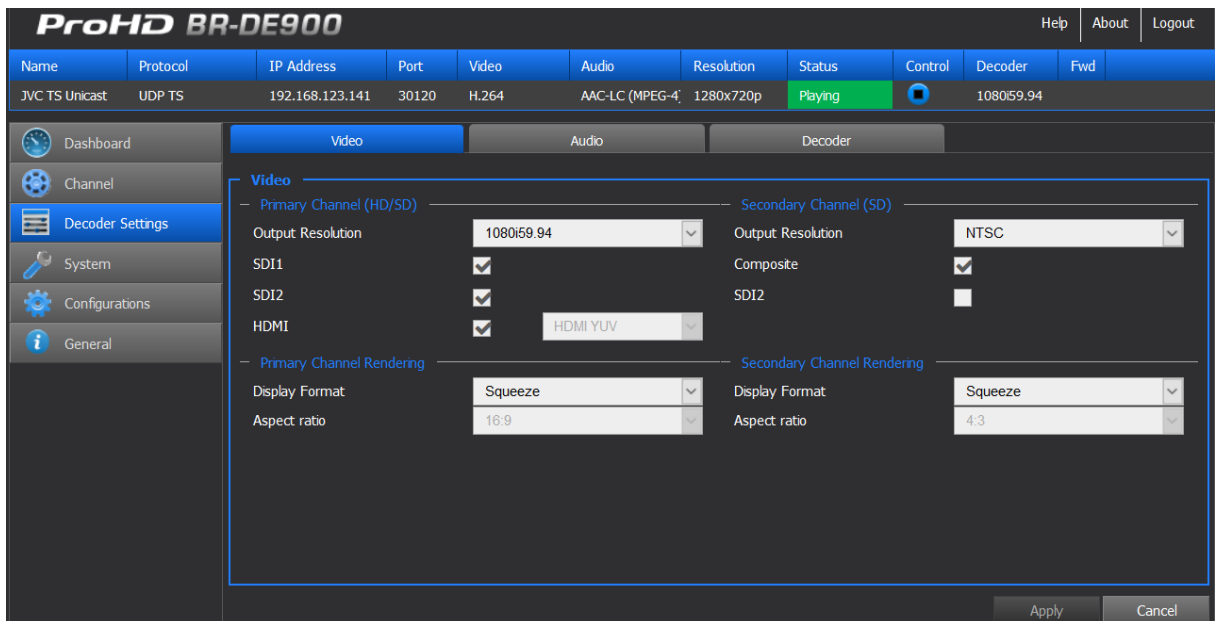 ProHD BR-DE900
Help About Logout
Name Protocol IP Address Port Video Audio Resolution Status Control Decoder Fwd
JVC TS Unicast UDP TS 192.168.123.141 30120 H.264 AAC-LC (MPEG-4) 1280x720p Playing 1080i59.94
Dashboard Video Audio Decoder
Channel
Decoder Settings
System
Configurations
General
Video
Primary Channel (HD/SD) Secondary Channel (SD)
Output Resolution 1080i59.94 Output Resolution NTSC
SDI1 Composite
SDI2 SDI2
HDMI HDMI YUV
Primary Channel Rendering Secondary Channel Rendering
Display Format Squeeze Display Format Squeeze
Aspect ratio 16:9 Aspect ratio 4:3
Apply Cancel